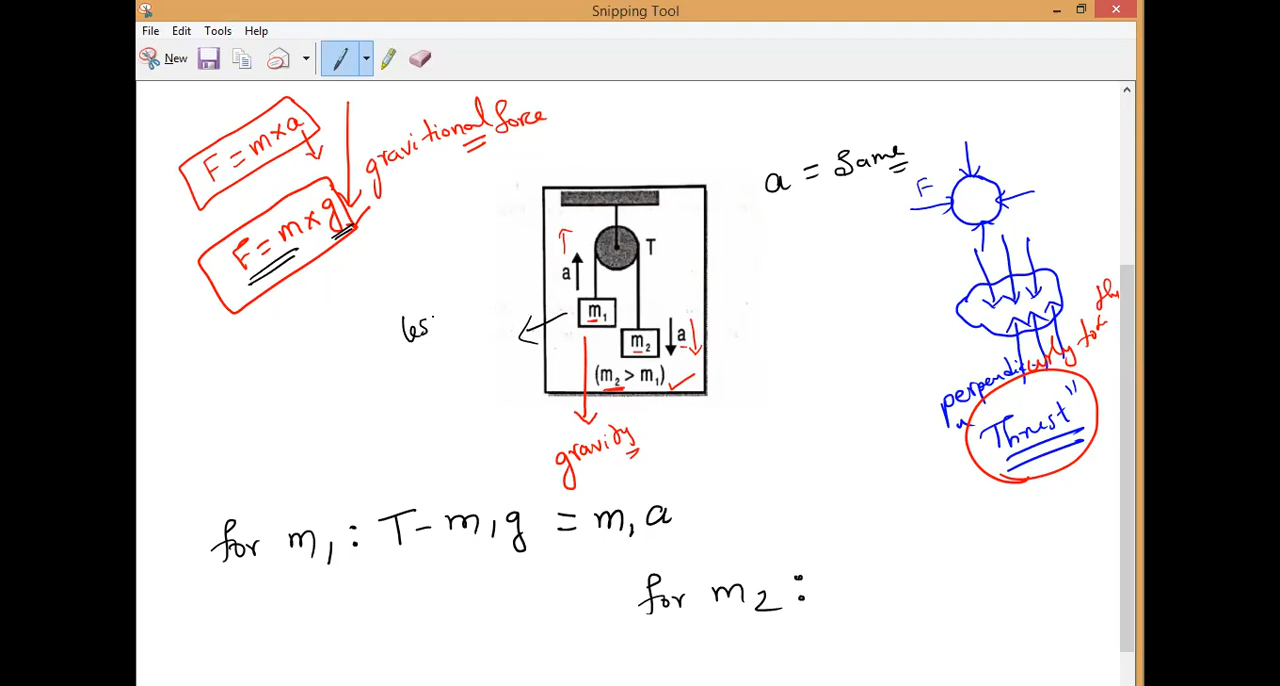 Snipping Tool
File Edit Tools Help
New
F = m × a
F = m × g
gravitional force
a = Same
F
T
a
m1
m2
a
(m2 > m1)
gravity
perpendicularly to
Thrust"
for m1 : T - m1g = m1a
for m2 :